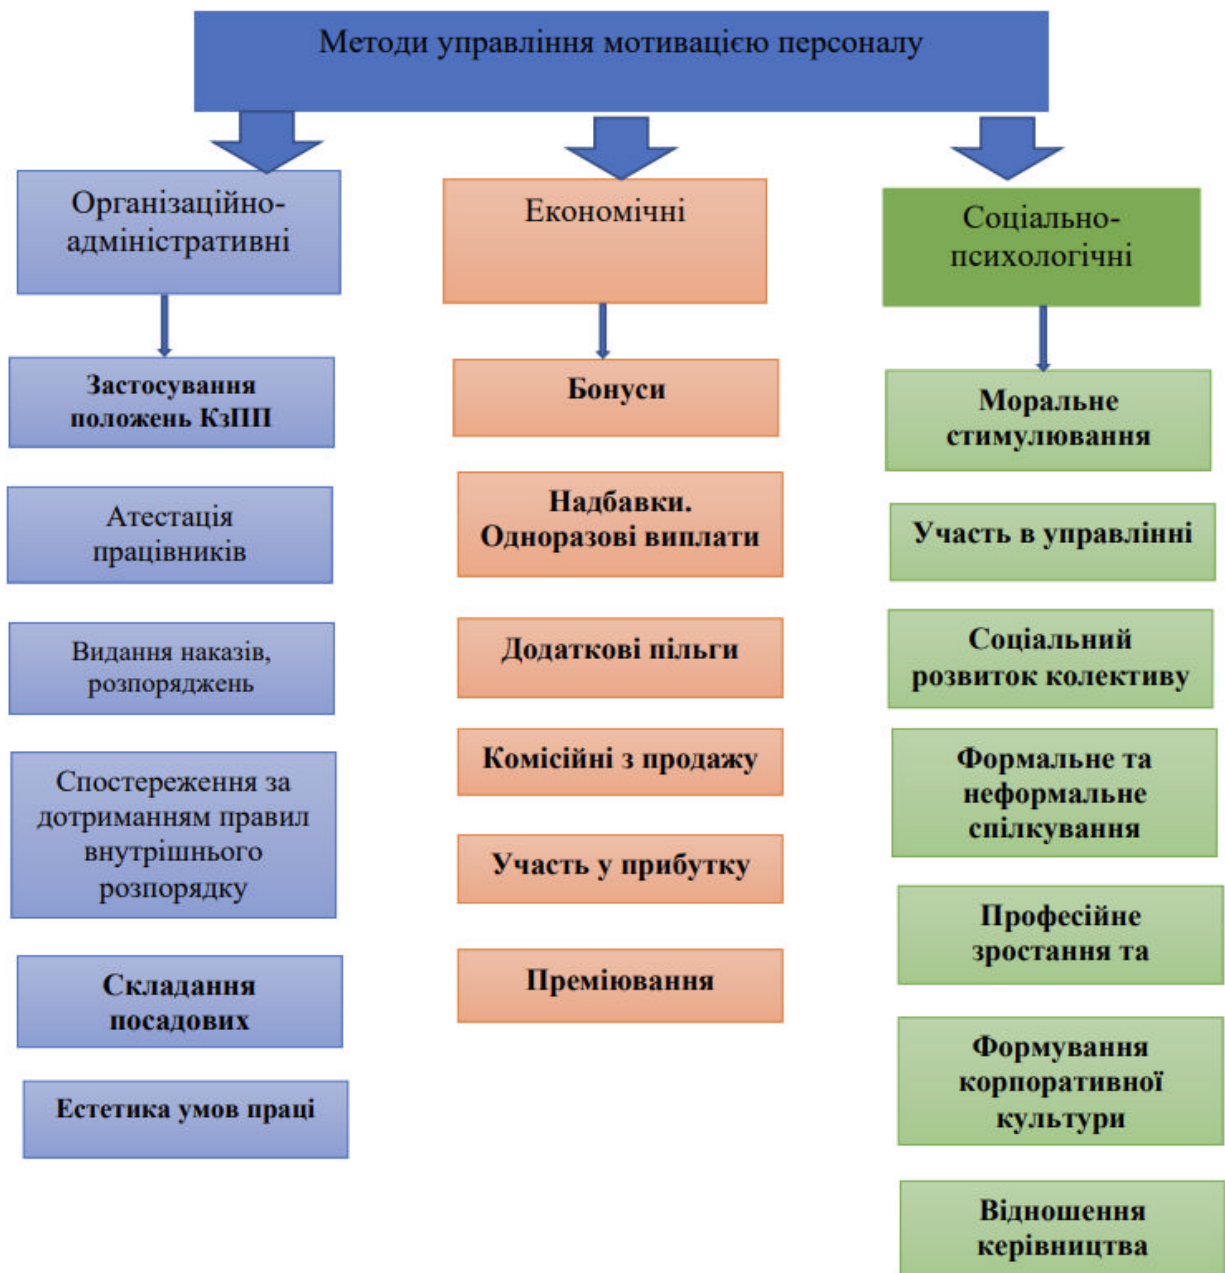 Методи управління мотивацією персоналу
Організаційно-
адміністративні
Застосування
положень КзПП
Атестація
працівників
Видання наказів,
розпоряджень
Спостереження за
дотриманням правил
внутрішнього
розпорядку
Складання
посадових
Естетика умов праці
Економічні
Бонуси
Надбавки.
Одноразові виплати
Додаткові пільги
Комісійні з продажу
Участь у прибутку
Преміювання
Соціально-
психологічні
Моральне
стимулювання
Участь в управлінні
Соціальний
розвиток колективу
Формальне та
неформальне
спілкування
Професійне
зростання та
Формування
корпоративної
культури
Відношення
керівництва